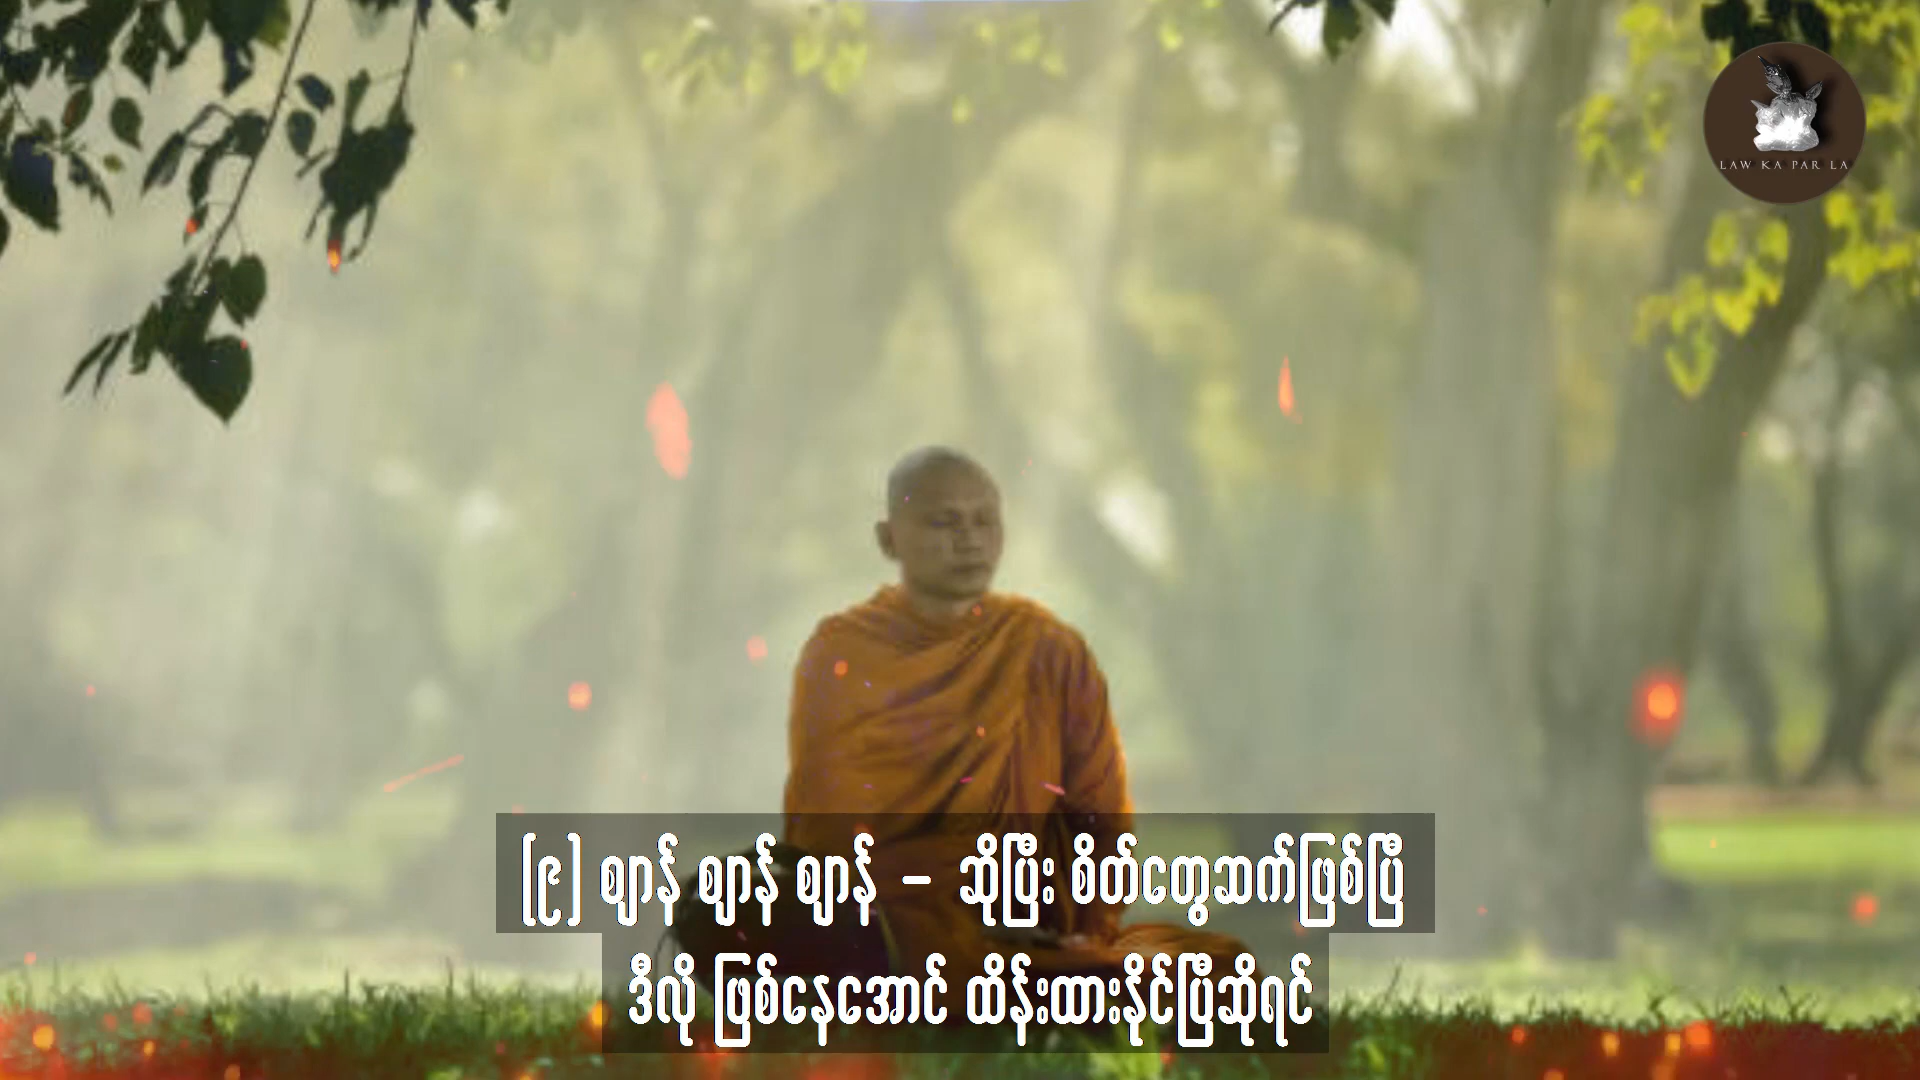 LAW KA PAR LA
[၉] ဈာန် ဈာန် ဈာန် – ဆိုပြီး စိတ်တွေဆက်ဖြစ်ပြီ
ဒီလို ဖြစ်နေအောင် ထိန်းထားနိုင်ပြီဆိုရင်